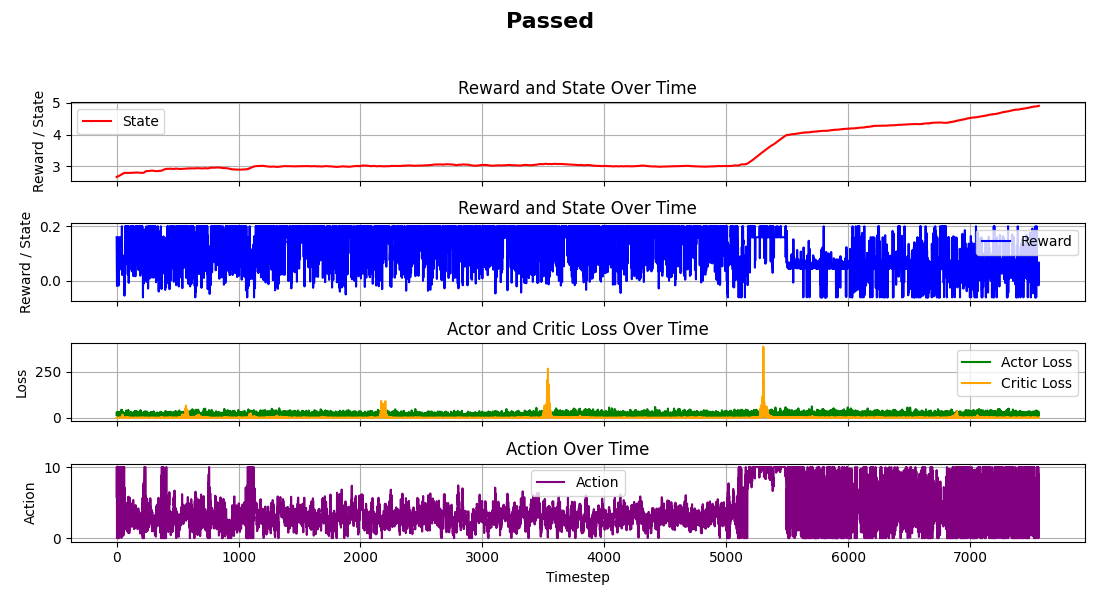 Passed
Reward and State Over Time
Reward / State
5
4
3
State
Reward and State Over Time
Reward / State
0.2
0.0
Reward
Actor and Critic Loss Over Time
Loss
250
0
Actor Loss
Critic Loss
Action Over Time
Action
10
0
Action
0 1000 2000 3000 4000 5000 6000 7000
Timestep